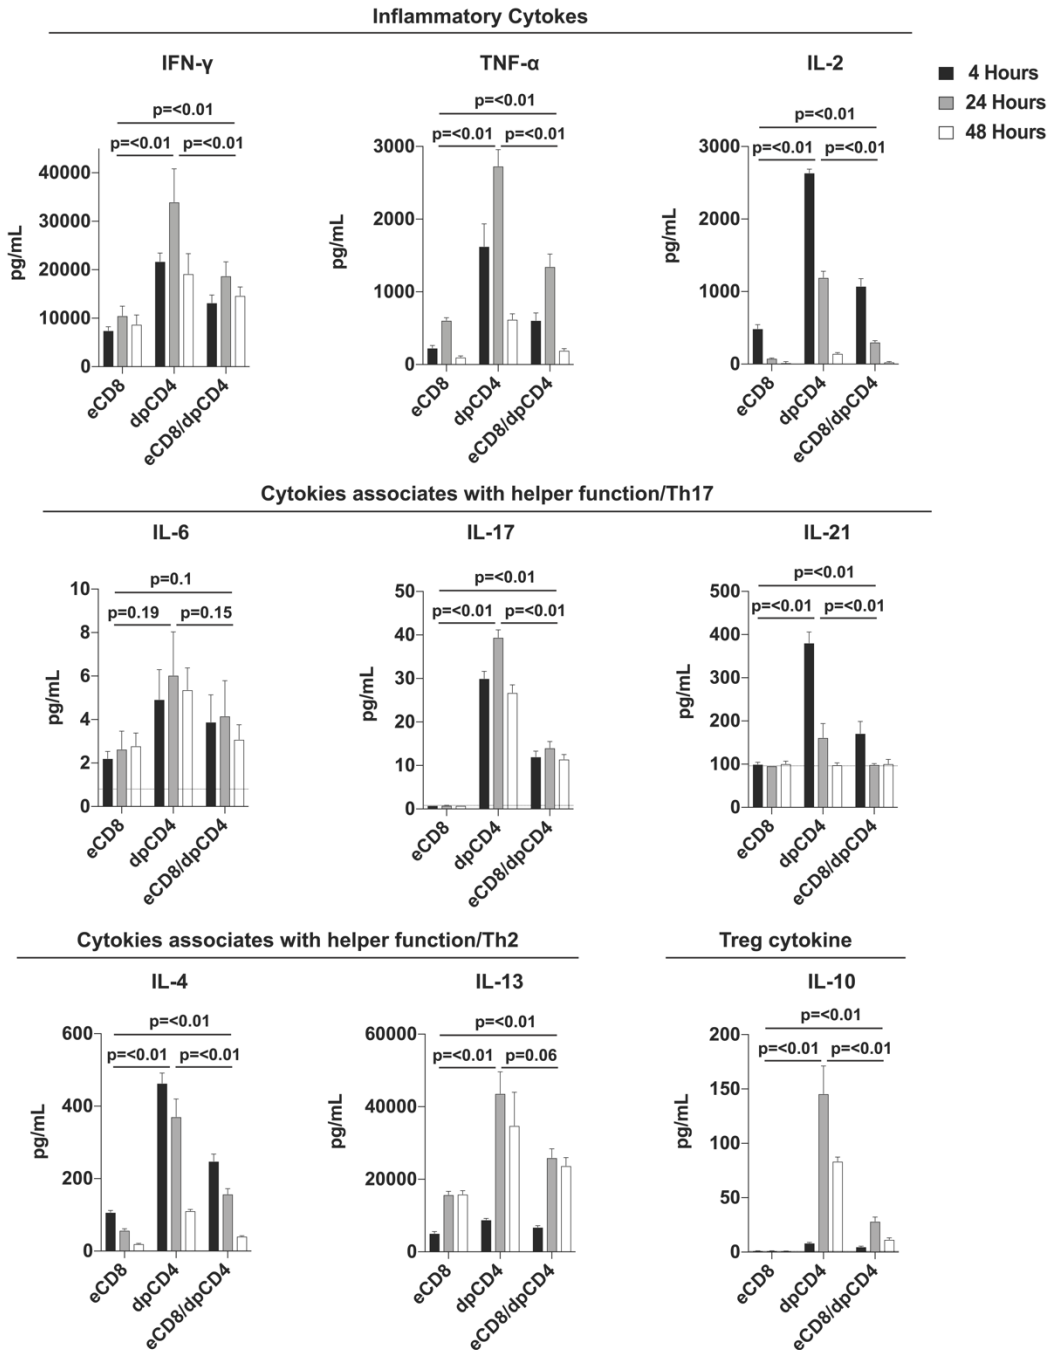 Inflammatory Cytokes
IFN-γ
TNF-α
IL-2
4 Hours
24 Hours
48 Hours
p=<0.01
p=<0.01 p=<0.01
pg/mL
40000
30000
20000
10000
0
eCD8
dpCD4
eCD8/dpCD4
p=<0.01
p=<0.01 p=<0.01
pg/mL
3000
2000
1000
0
eCD8
dpCD4
eCD8/dpCD4
p=<0.01
p=<0.01 p=<0.01
pg/mL
3000
2000
1000
0
eCD8
dpCD4
eCD8/dpCD4
Cytokies associates with helper function/Th17
IL-6
IL-17
IL-21
p=0.1
p=0.19 p=0.15
pg/mL
10
8
6
4
2
0
eCD8
dpCD4
eCD8/dpCD4
p=<0.01
p=<0.01 p=<0.01
pg/mL
50
40
30
20
10
0
eCD8
dpCD4
eCD8/dpCD4
p=<0.01
p=<0.01 p=<0.01
pg/mL
500
400
300
200
100
0
eCD8
dpCD4
eCD8/dpCD4
Cytokies associates with helper function/Th2
Treg cytokine
IL-4
IL-13
IL-10
p=<0.01
p=<0.01 p=<0.01
pg/mL
600
400
200
0
eCD8
dpCD4
eCD8/dpCD4
p=<0.01
p=<0.01 p=0.06
pg/mL
60000
40000
20000
0
eCD8
dpCD4
eCD8/dpCD4
p=<0.01
p=<0.01 p=<0.01
pg/mL
200
150
100
50
0
eCD8
dpCD4
eCD8/dpCD4